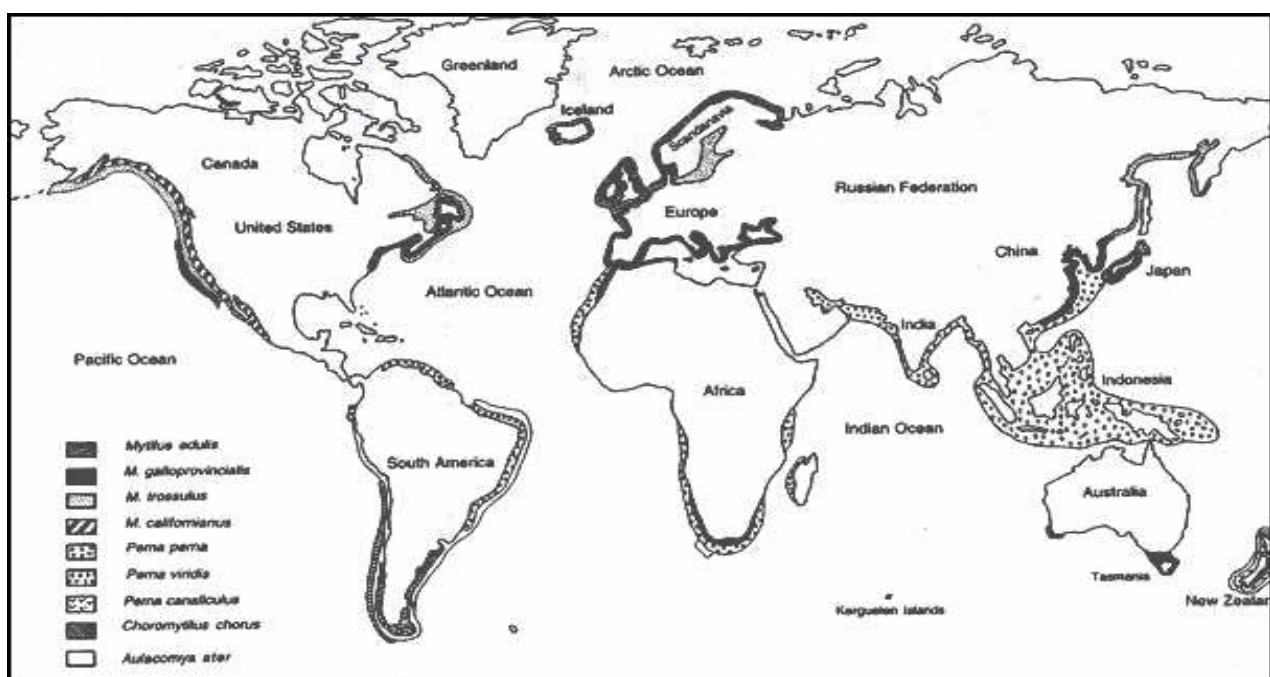 Greenland
Arctic Ocean
Iceland
Scandanavia
Canada
Russian Federation
United States
Europe
China
Japan
Atlantic Ocean
India
Pacific Ocean
Indonesia
Africa
Indian Ocean
South America
Australia
Tasmania
New Zealan
Kerguelen Islands
Mytilus edulis
M. galloprovincialis
M. trossulus
M. californianus
Perna perna
Perna viridis
Perna canaliculus
Choromytilus chorus
Aulacomya ater